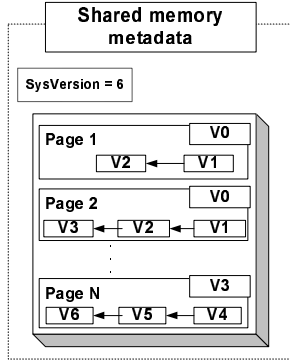 Shared memory
metadata
SysVersion = 6
V0
Page 1
V2 V1
V0
Page 2
V3 V2 V1
V3
Page N
V6 V5 V4